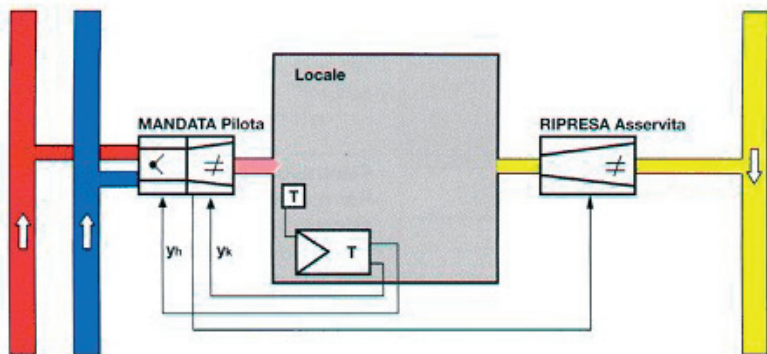 Locale
MANDATA Pilota
RIPRESA Asservita
≠
≠
T
T
yh
yk